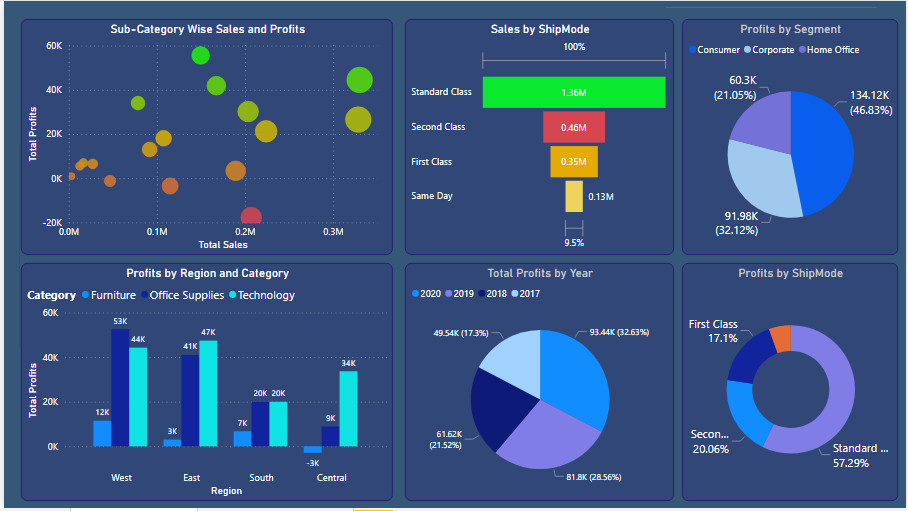 Sub-Category Wise Sales and Profits
60K
40K
20K
0K
-20K
Total Profits
0.0M 0.1M 0.2M 0.3M
Total Sales
Sales by ShipMode
100%
Standard Class 1.36M
Second Class 0.46M
First Class 0.35M
Same Day 0.13M
9.5%
Profits by Segment
Consumer Corporate Home Office
60.3K
(21.05%)
134.12K
(46.83%)
91.98K
(32.12%)
Profits by Region and Category
Category Furniture Office Supplies Technology
60K
40K
20K
0K
Total Profits
12K 53K 44K
3K 41K 47K
7K 20K 20K
-3K 9K 34K
West East South Central
Region
Total Profits by Year
2020 2019 2018 2017
49.54K (17.3%)
93.44K (32.63%)
61.62K
(21.52%)
81.8K (28.56%)
Profits by ShipMode
First Class
17.1%
Secon...
20.06%
Standard ...
57.29%